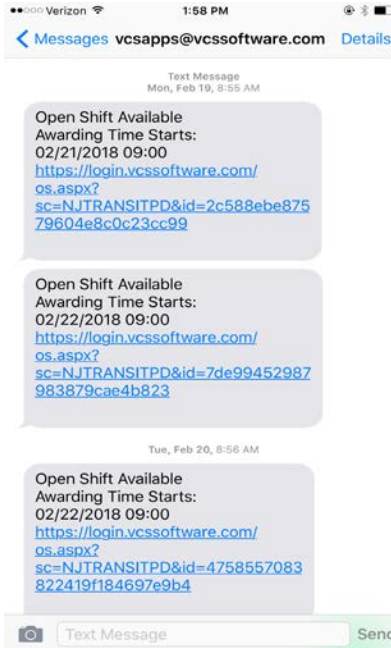 Verizon 1:58 PM
Messages vcsapps@vcssoftware.com Details
Text Message
Mon, Feb 19, 8:55 AM
Open Shift Available
Awarding Time Starts:
02/21/2018 09:00
https://login.vcssoftware.com/
os.aspx?
sc=NJTRANSITPD&id=2c588ebe875
79604e8c0c23cc99
Open Shift Available
Awarding Time Starts:
02/22/2018 09:00
https://login.vcssoftware.com/
os.aspx?
sc=NJTRANSITPD&id=7de99452987
983879cae4b823
Tue, Feb 20, 8:56 AM
Open Shift Available
Awarding Time Starts:
02/22/2018 09:00
https://login.vcssoftware.com/
os.aspx?
sc=NJTRANSITPD&id=4758557083
822419f184697e9b4
Text Message Send